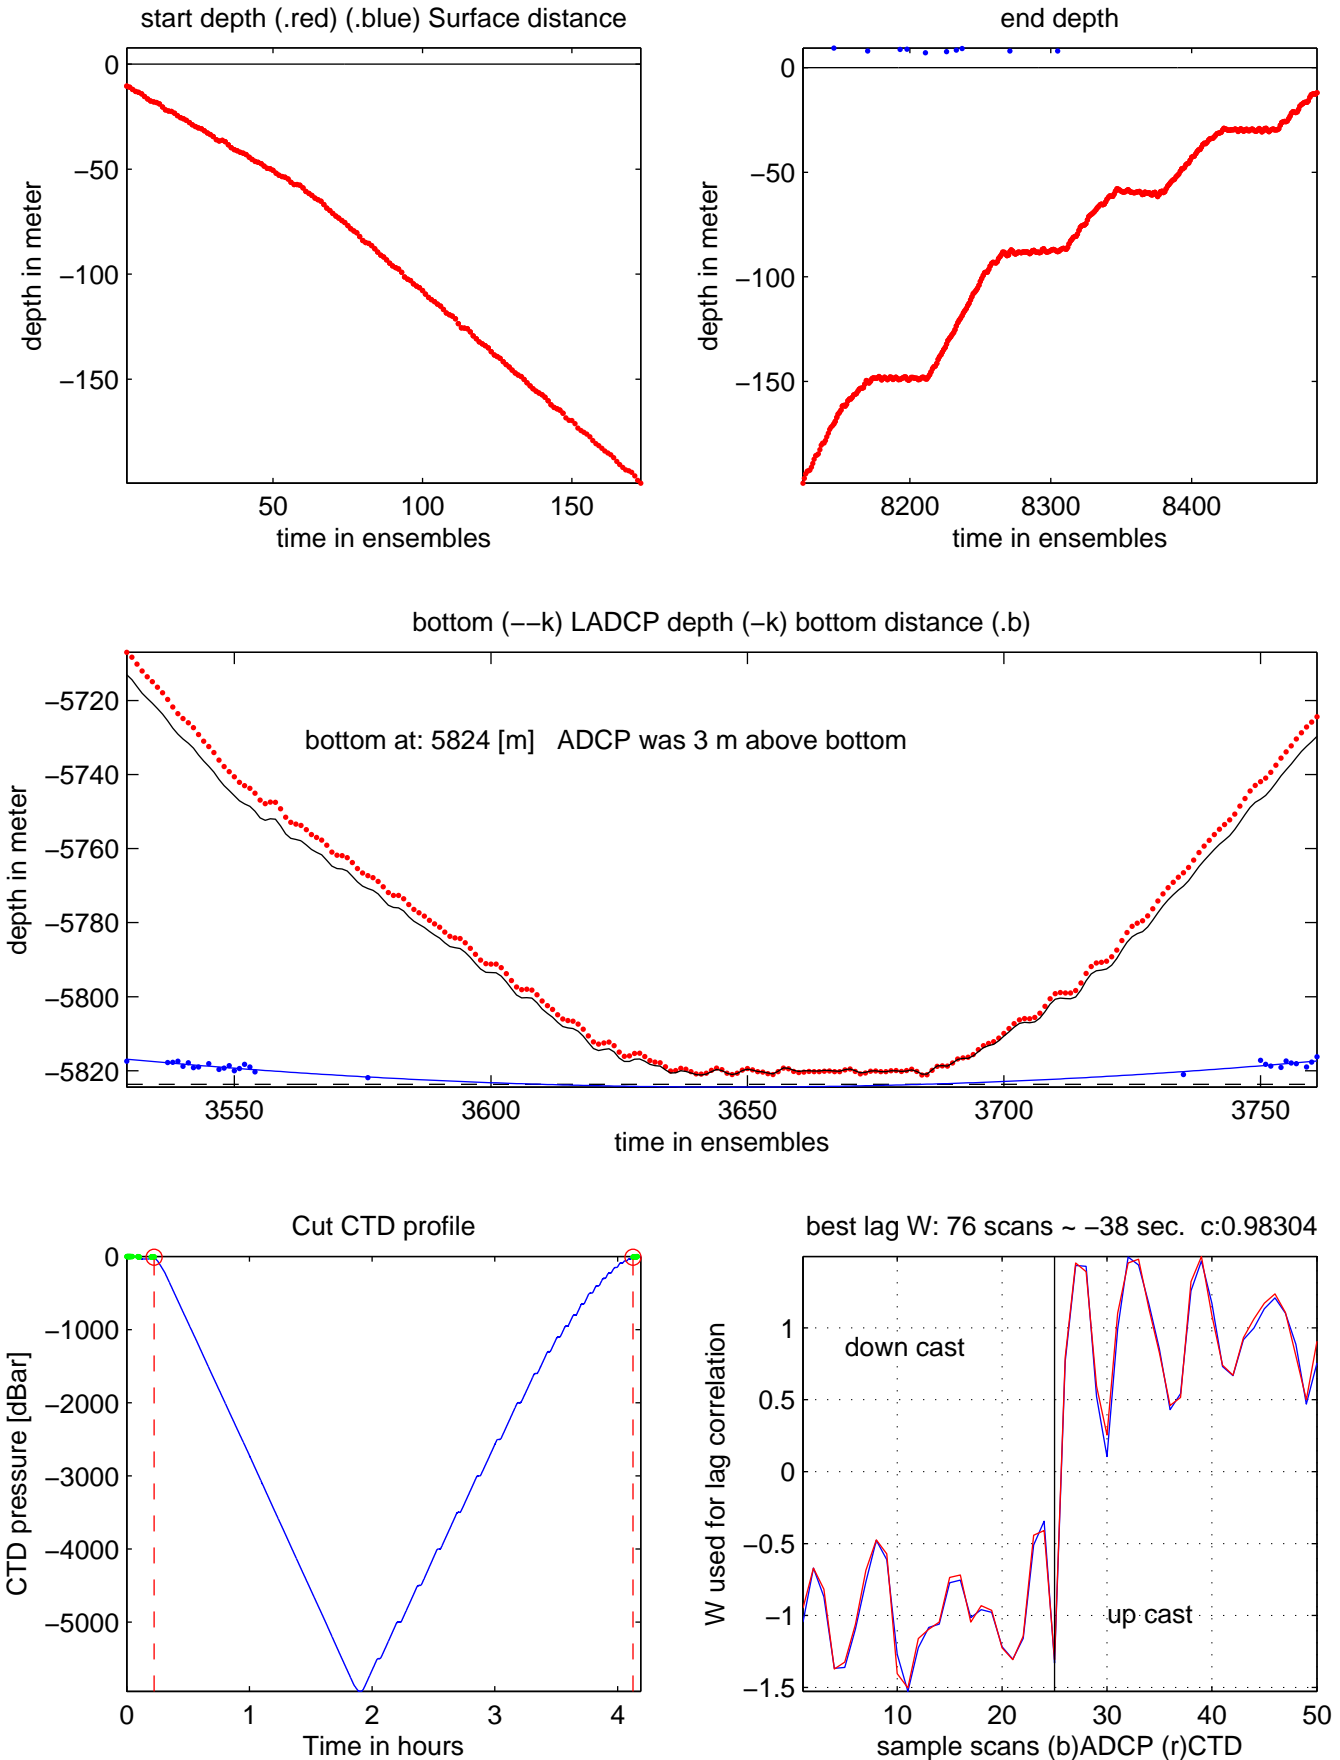 start depth (.red) (.blue) Surface distance
end depth
0
−50
−100
−150
depth in meter
50
100
150
time in ensembles
0
−50
−100
−150
depth in meter
8200
8300
8400
time in ensembles
bottom (−−k) LADCP depth (−k) bottom distance (.b)
−5720
−5740
−5760
−5780
−5800
−5820
depth in meter
bottom at: 5824 [m] ADCP was 3 m above bottom
3550
3600
3650
3700
3750
time in ensembles
Cut CTD profile
0
−1000
−2000
−3000
−4000
−5000
CTD pressure [dBar]
0
1
2
3
4
Time in hours
best lag W: 76 scans ~ −38 sec. c:0.98304
1
0.5
0
−0.5
−1
−1.5
W used for lag correlation
down cast
up cast
10
20
30
40
50
sample scans (b)ADCP (r)CTD